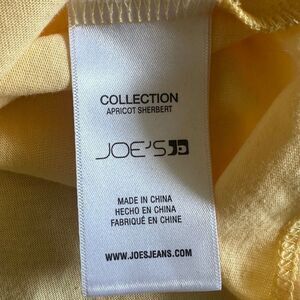 COLLECTION
APRICOT SHERBERT
JOE'S
MADE IN CHINA
HECHO EN CHINA
FABRIQUÉ EN CHINE
WWW.JOESJEANS.COM